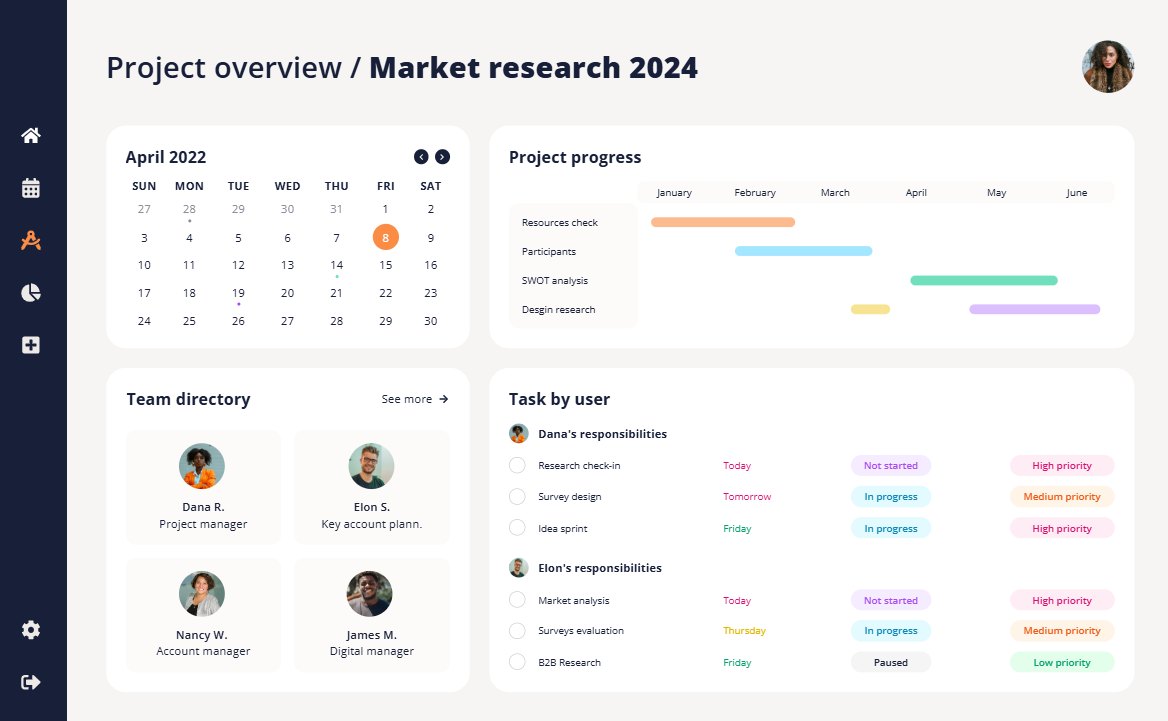 Project overview / Market research 2024
April 2022
SUN MON TUE WED THU FRI SAT
27 28 29 30 31 1 2
3 4 5 6 7 8 9
10 11 12 13 14 15 16
17 18 19 20 21 22 23
24 25 26 27 28 29 30
Project progress
January February March April May June
Resources check
Participants
SWOT analysis
Desgin research
Team directory
See more →
Dana R.
Project manager
Elon S.
Key account plann.
Nancy W.
Account manager
James M.
Digital manager
Task by user
Dana's responsibilities
Research check-in Today Not started High priority
Survey design Tomorrow In progress Medium priority
Idea sprint Friday In progress High priority
Elon's responsibilities
Market analysis Today Not started High priority
Surveys evaluation Thursday In progress Medium priority
B2B Research Friday Paused Low priority